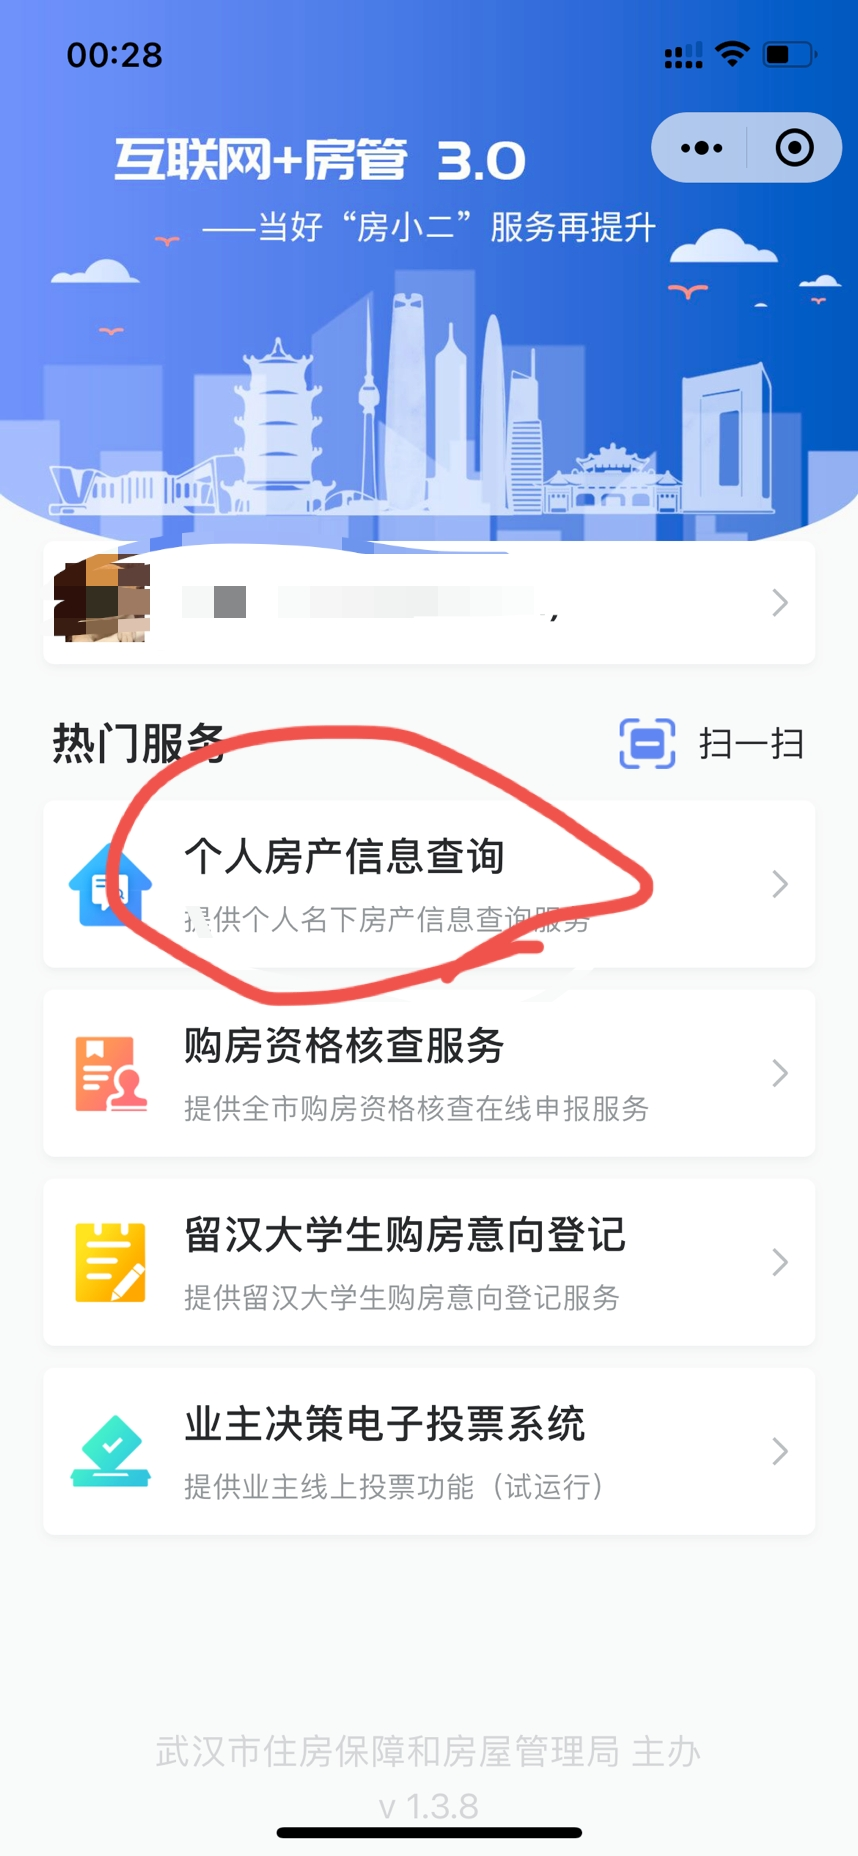 00:28
互联网+房管 3.0
——当好“房小二”服务再提升
热门服务
扫一扫
个人房产信息查询
提供个人名下房产信息查询服务
购房资格核查服务
提供全市购房资格核查在线申报服务
留汉大学生购房意向登记
提供留汉大学生购房意向登记服务
业主决策电子投票系统
提供业主线上投票功能（试运行）
武汉市住房保障和房屋管理局 主办
v 1.3.8